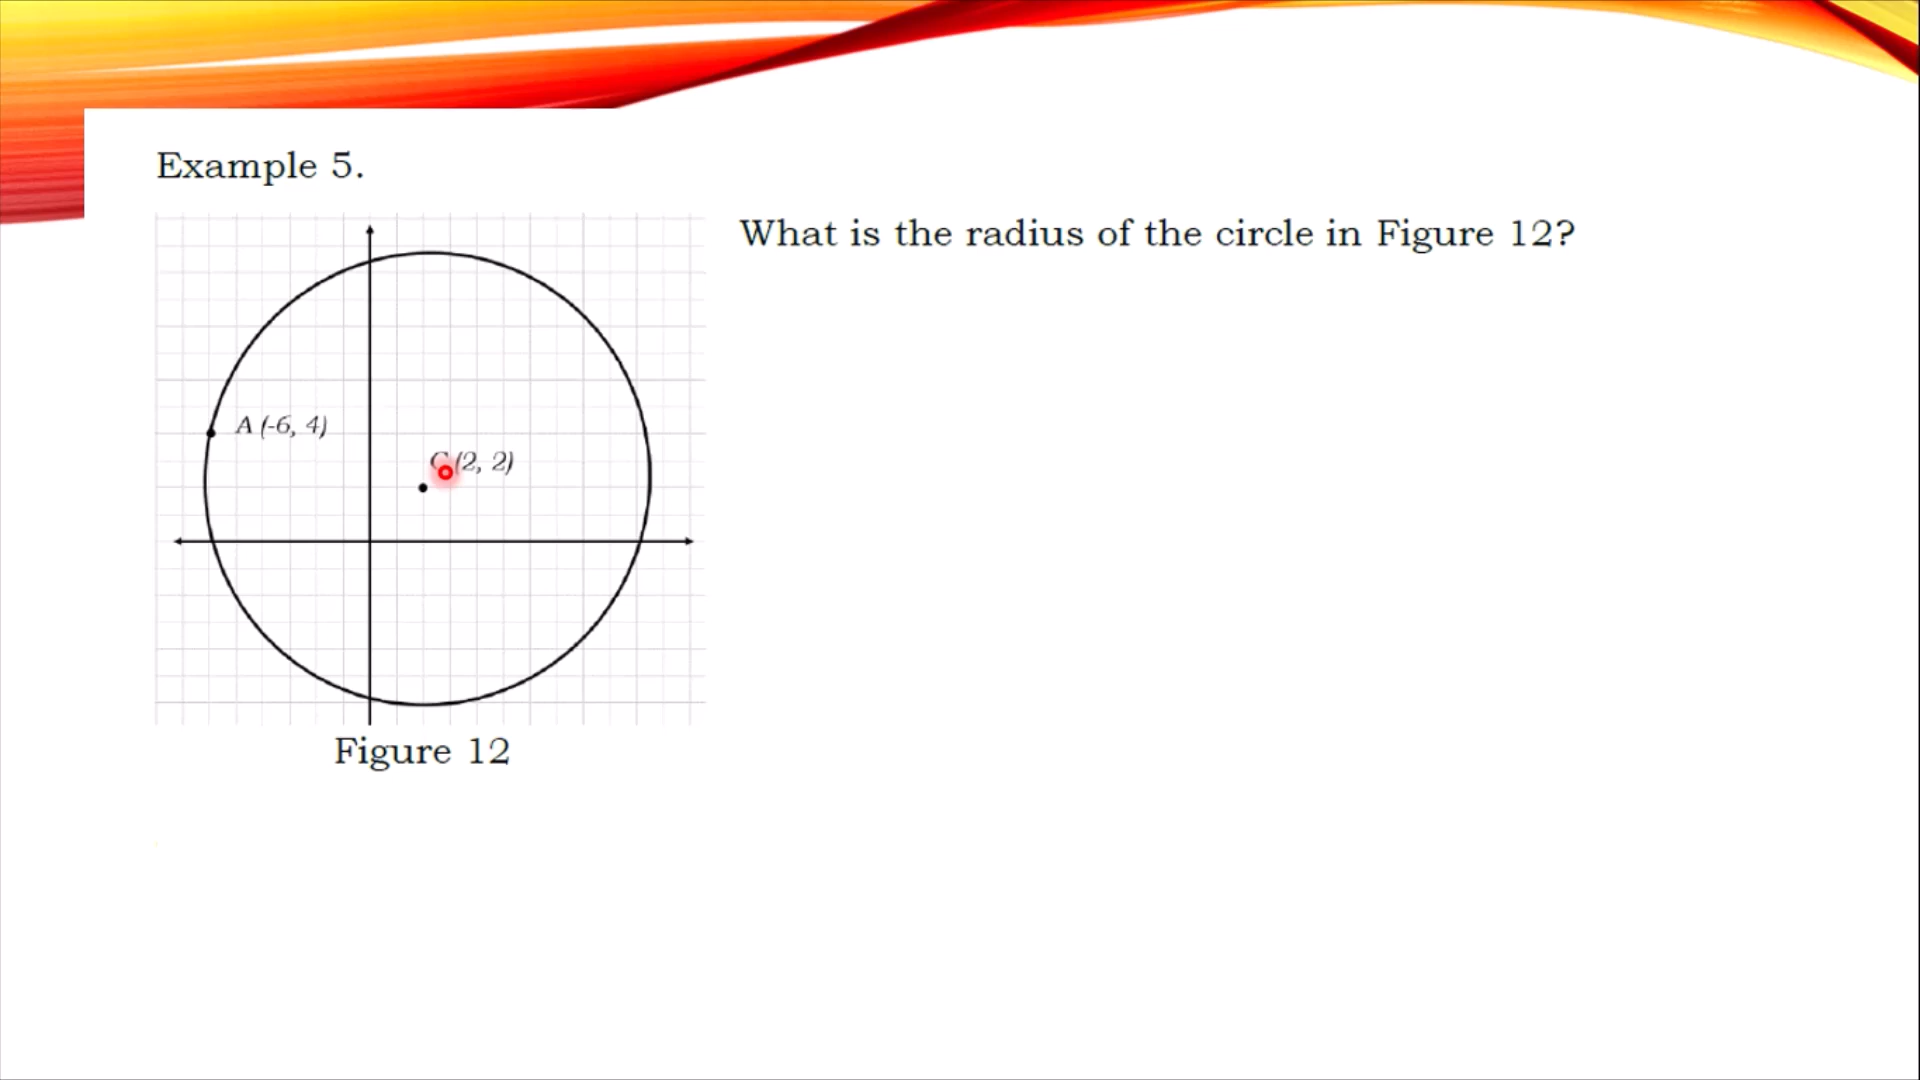 Example 5.
What is the radius of the circle in Figure 12?
A (-6, 4)
C (2, 2)
Figure 12